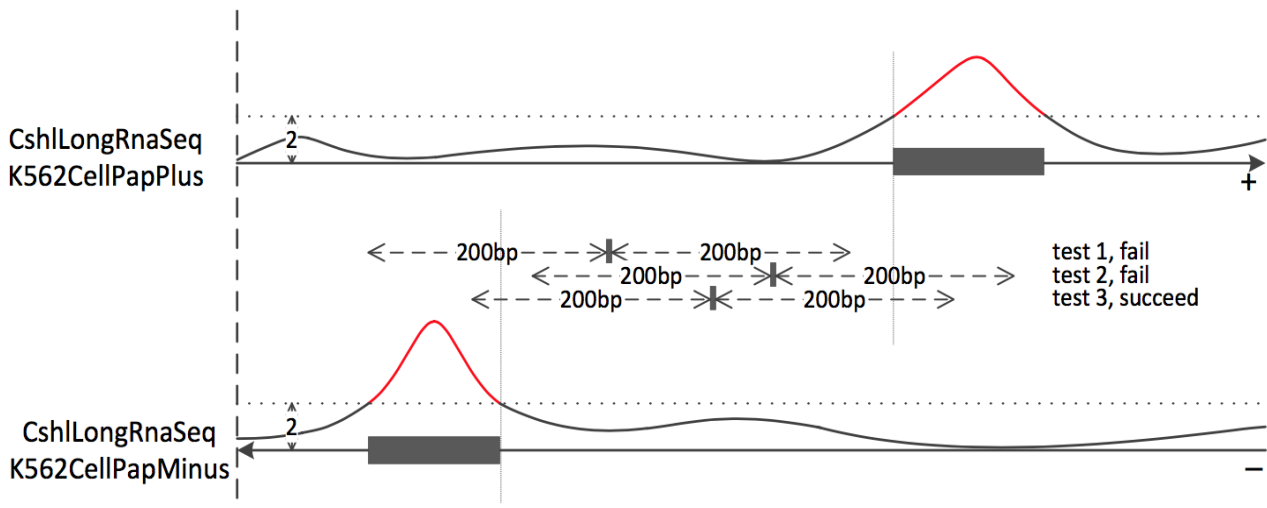 2
CshlLongRnaSeq
K562CellPapPlus
+
200bp 200bp test 1, fail
200bp 200bp test 2, fail
200bp 200bp test 3, succeed
2
CshlLongRnaSeq
K562CellPapMinus
−